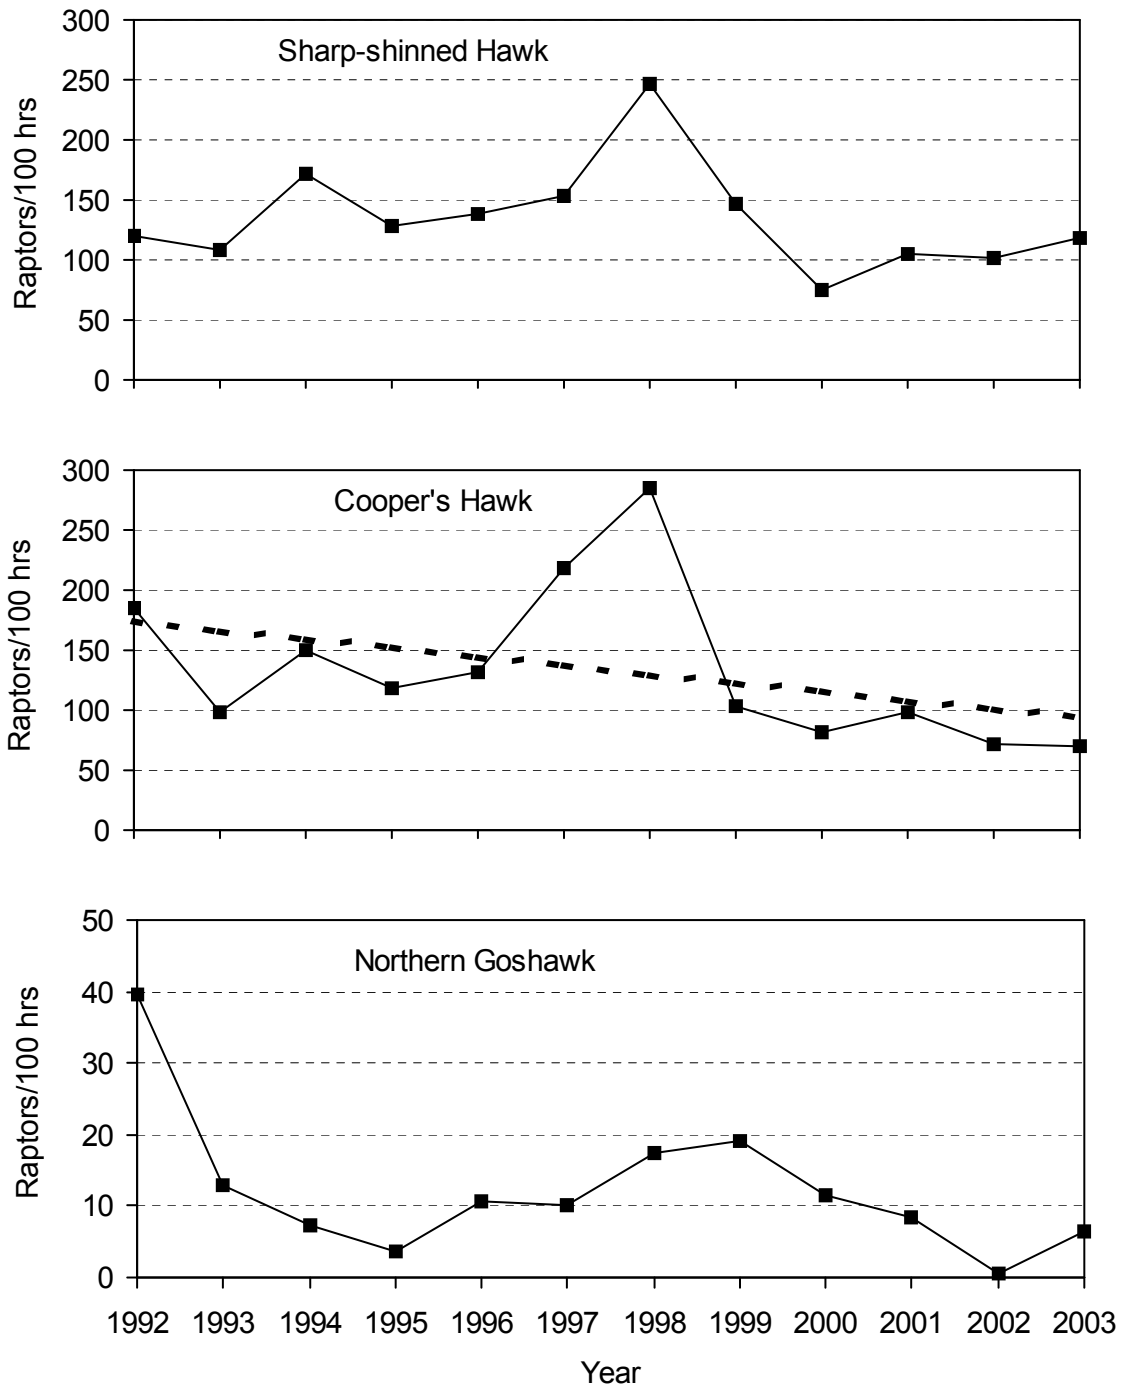 Sharp-shinned Hawk
Raptors/100 hrs
300
250
200
150
100
50
0
Cooper's Hawk
Raptors/100 hrs
300
250
200
150
100
50
0
Northern Goshawk
Raptors/100 hrs
50
40
30
20
10
0
1992 1993 1994 1995 1996 1997 1998 1999 2000 2001 2002 2003
Year